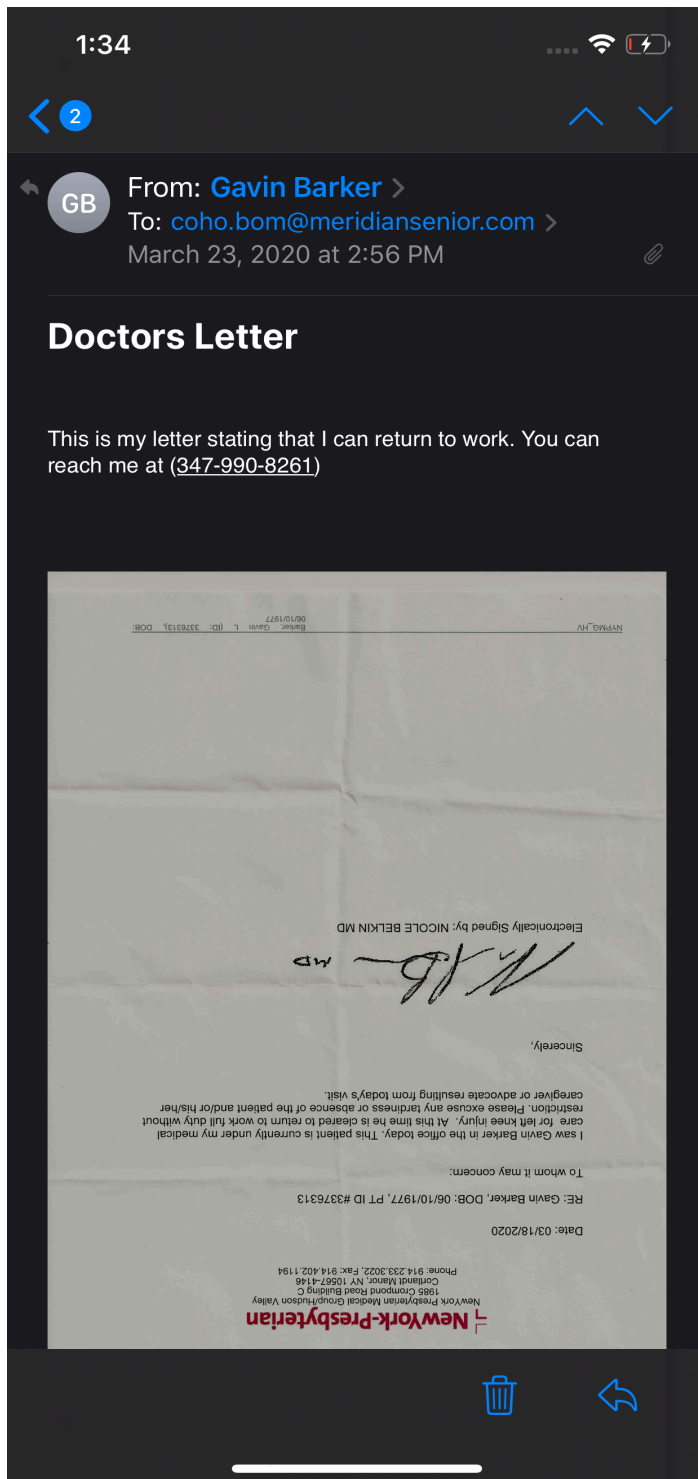 1:34
2
GB
From: Gavin Barker
To: coho.bom@meridiansenior.com
March 23, 2020 at 2:56 PM
Doctors Letter
This is my letter stating that I can return to work. You can
reach me at (347-990-8261)
NewYork-Presbyterian
NewYork Presbyterian Medical Group/Hudson Valley
1985 Crompond Road Building C
Cortlandt Manor, NY 10567-4146
Phone: 914.233.3022, Fax: 914.402.1194
Date: 03/18/2020
RE: Gavin Barker, DOB: 06/10/1977, PT ID #3376313
To whom it may concern:
I saw Gavin Barker in the office today. This patient is currently under my medical
care for left knee injury. At this time he is cleared to return to work full duty without
restriction. Please excuse any tardiness or absence of the patient and/or his/her
caregiver or advocate resulting from today's visit.
Sincerely,
MD
Electronically Signed by: NICOLE BELKIN MD
NYPMG_HV
Barker, Gavin L (ID: 3376313), DOB:
06/10/1977